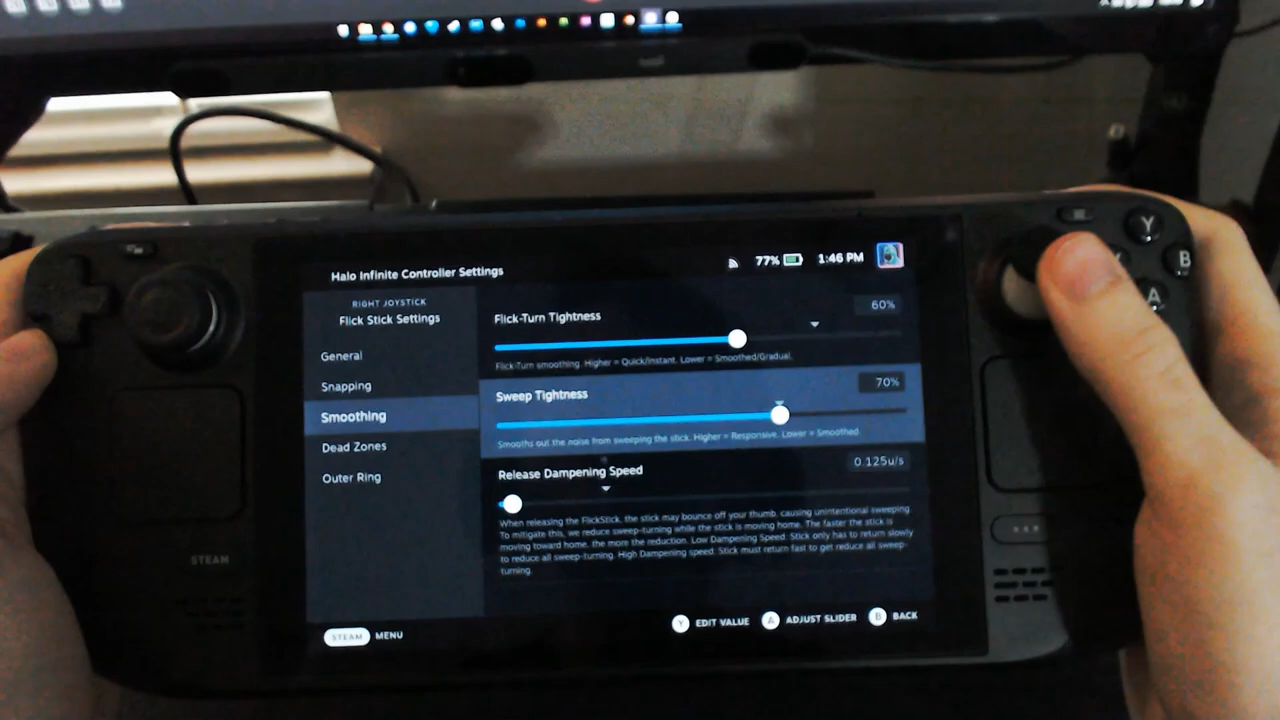 Halo Infinite Controller Settings
77%
1:46 PM
RIGHT JOYSTICK
Flick Stick Settings
General
Snapping
Smoothing
Dead Zones
Outer Ring
Flick-Turn Tightness
60%
Flick-Turn smoothing. Higher = Quick/Instant. Lower = Smoothed/Gradual.
Sweep Tightness
70%
Smooths out the noise from sweeping the stick. Higher = Responsive. Lower = Smoothed.
Release Dampening Speed
0.125u/s
When releasing the FlickStick, the stick may bounce off your thumb, causing unintentional sweeping
To mitigate this, we reduce sweep-turning while the stick is moving home. The faster the stick is
moving toward home, the more the reduction. Low Dampening Speed: Stick only has to return slowly
to reduce all sweep-turning. High Dampening speed: Stick must return fast to get reduce all sweep-
turning.
STEAM MENU
Y EDIT VALUE
A ADJUST SLIDER
B BACK
STEAM
Y
B
A